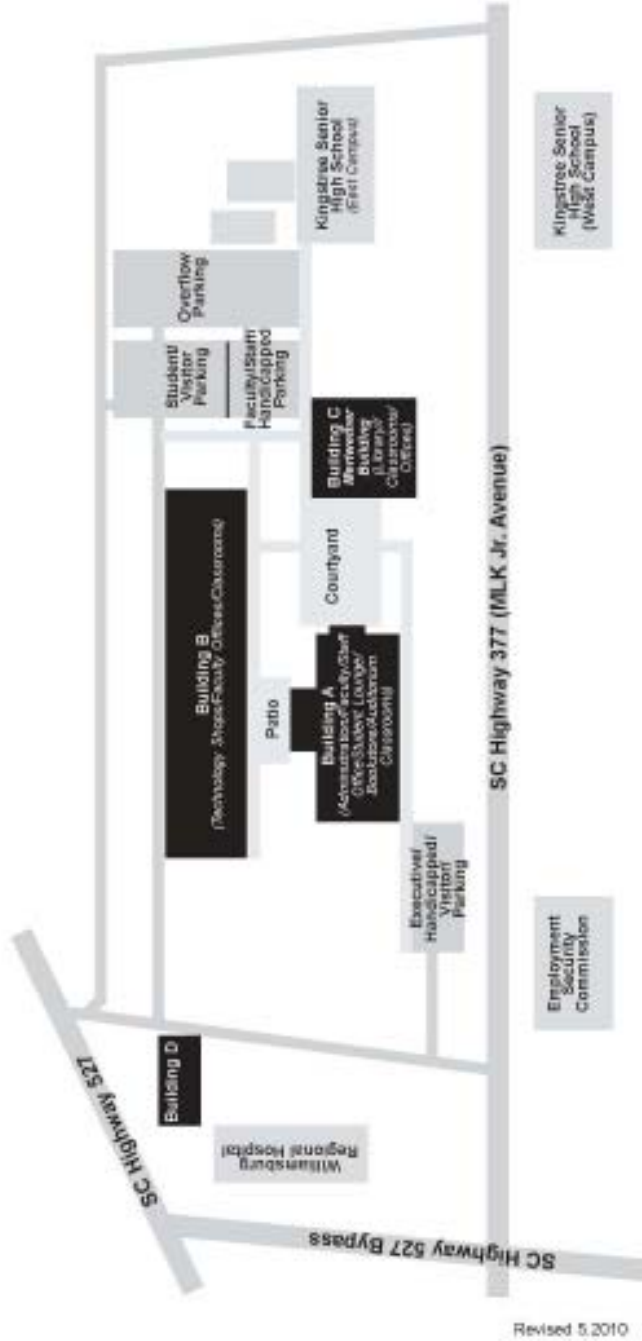 SC Highway 527
SC Highway 527 Bypass
Williamsburg
Regional Hospital
Building D
Building B
(Technology Shops/Faculty Offices/Classrooms)
Student/
Visitor
Parking
Faculty/Staff/
Handicapped
Parking
Overflow
Parking
Patio
Building A
(Administration/Faculty/Staff
Office/Student Lounge/
Bookstore/Auditorium
Classrooms)
Courtyard
Building C
Meriwether
Building
(Library/
Classrooms/
Offices)
Kingstree Senior
High School
(East Campus)
Executive/
Handicapped/
Visitor/
Parking
SC Highway 377 (MLK Jr. Avenue)
Employment
Security
Commission
Kingstree Senior
High School
(West Campus)
Revised 5.2010